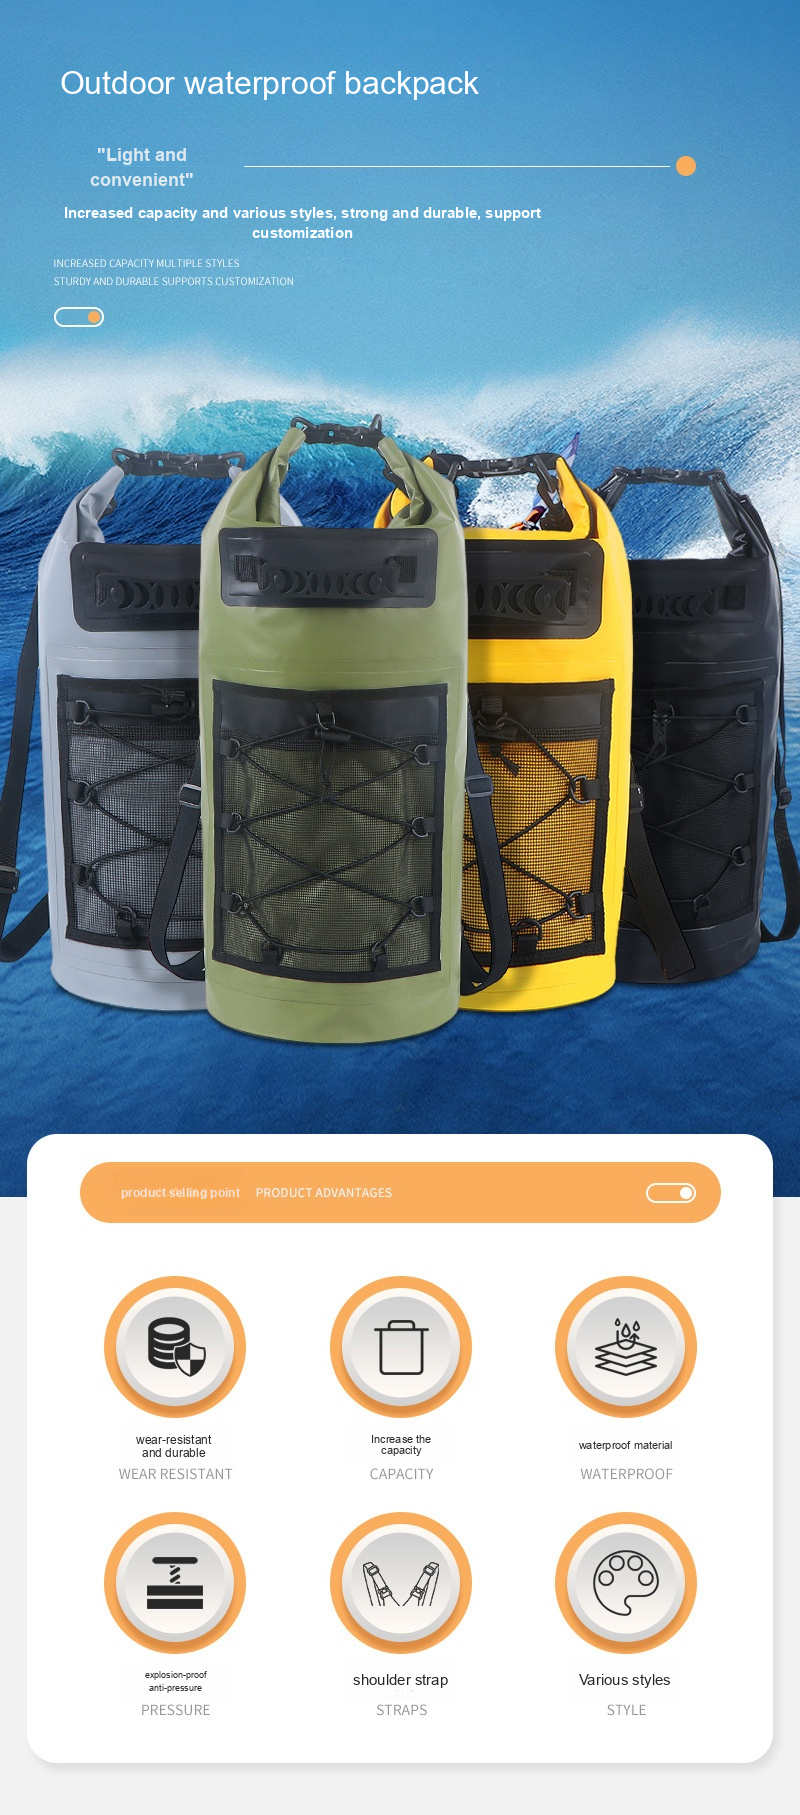 Outdoor waterproof backpack
"Light and
convenient"
Increased capacity and various styles, strong and durable, support
customization
INCREASED CAPACITY MULTIPLE STYLES
STURDY AND DURABLE SUPPORTS CUSTOMIZATION
product selling point PRODUCT ADVANTAGES
wear-resistant
and durable
WEAR RESISTANT
Increase the
capacity
CAPACITY
waterproof material
WATERPROOF
explosion-proof
anti-pressure
PRESSURE
shoulder strap
STRAPS
Various styles
STYLE